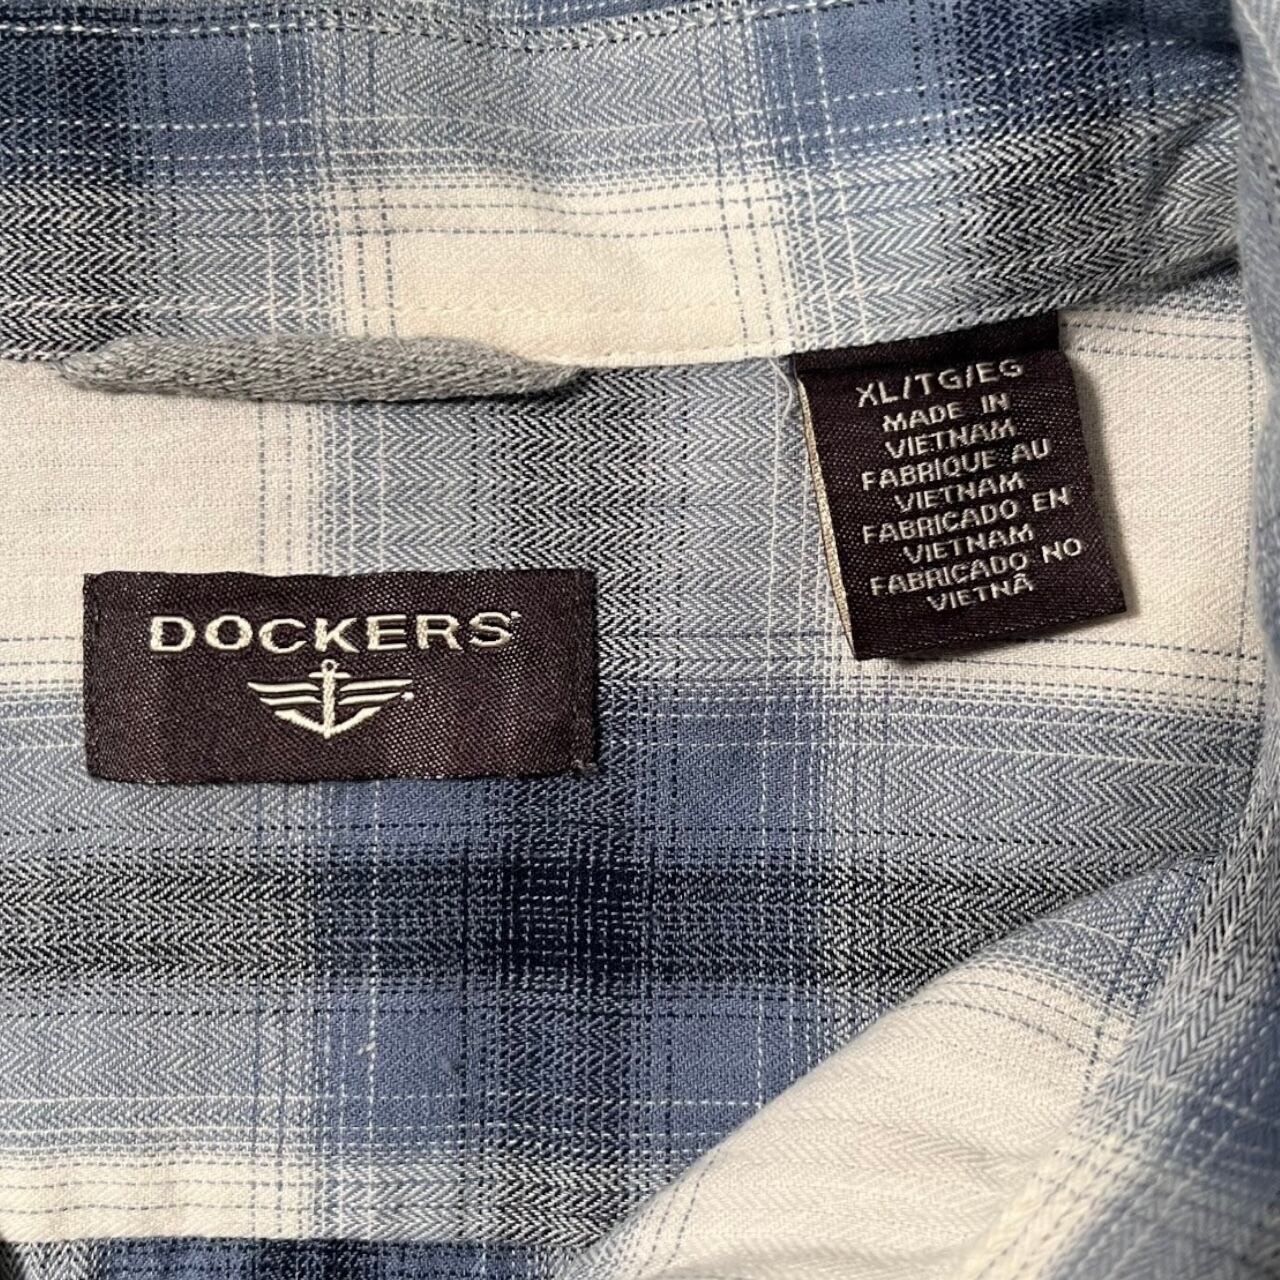 DOCKERS
XL/TG/EG
MADE IN
VIETNAM
FABRIQUE AU
VIETNAM
FABRICADO EN
VIETNAM
FABRICADO NO
VIETNÃ